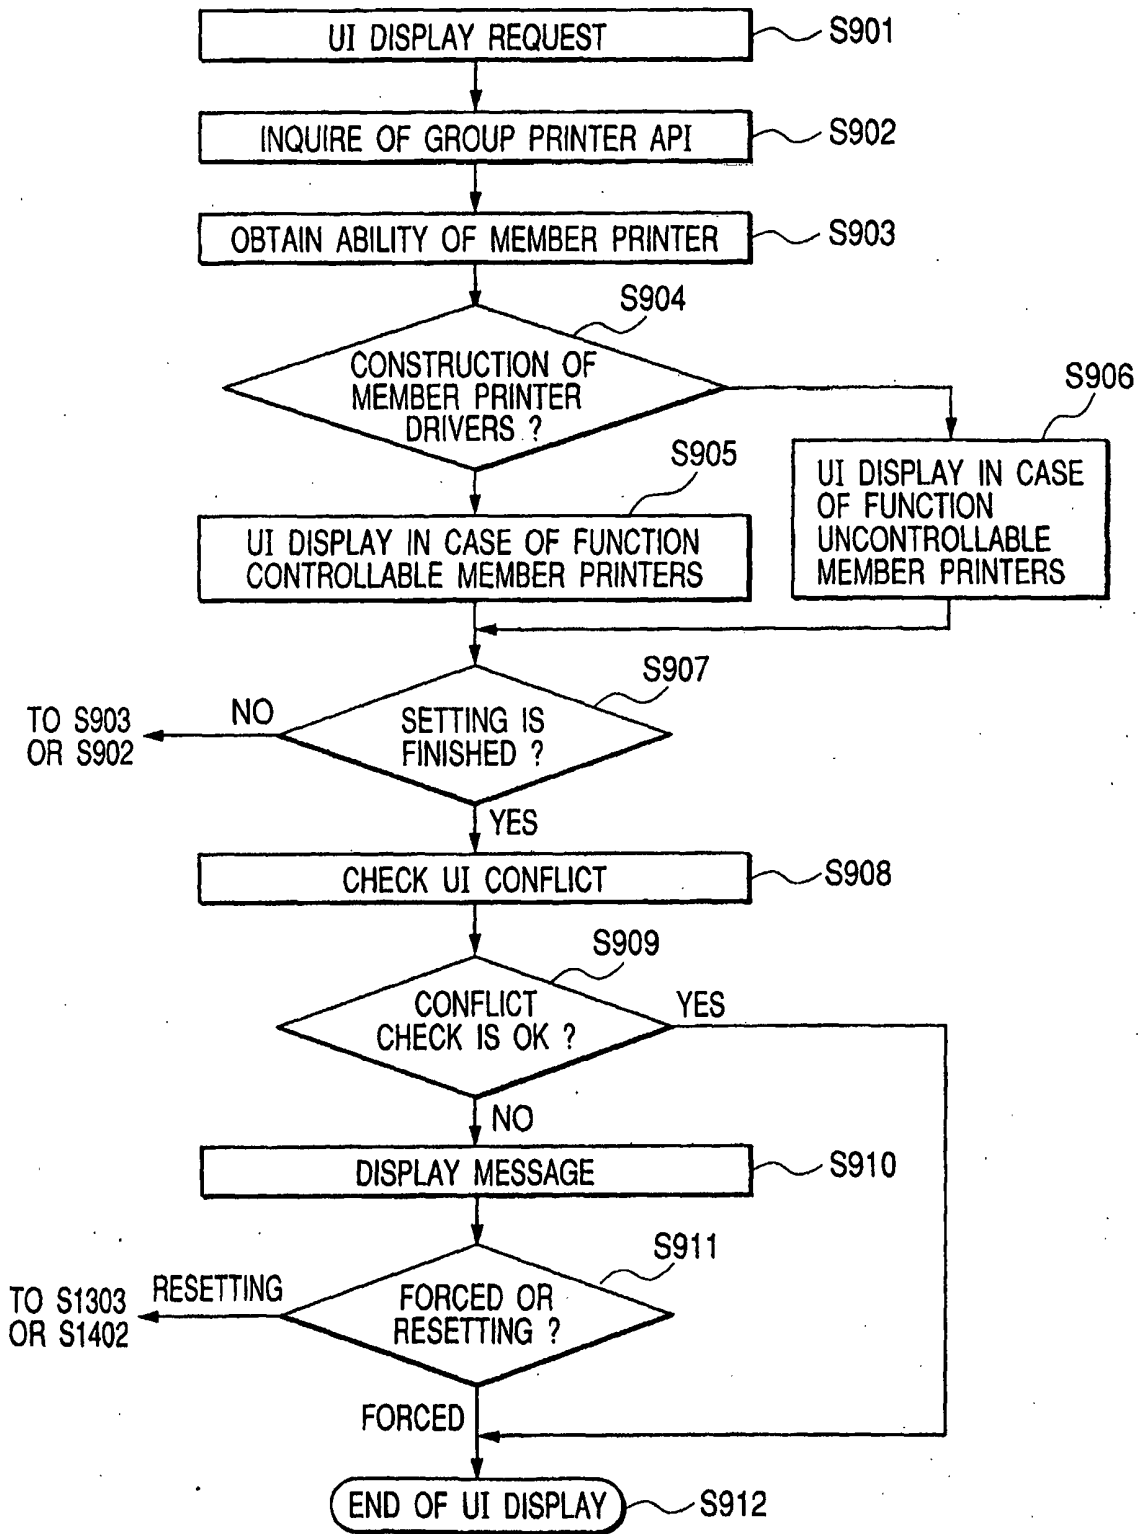 UI DISPLAY REQUEST
S901
INQUIRE OF GROUP PRINTER API
S902
OBTAIN ABILITY OF MEMBER PRINTER
S903
S904
CONSTRUCTION OF
MEMBER PRINTER
DRIVERS ?
S906
UI DISPLAY IN CASE
OF FUNCTION
UNCONTROLLABLE
MEMBER PRINTERS
S905
UI DISPLAY IN CASE OF FUNCTION
CONTROLLABLE MEMBER PRINTERS
S907
SETTING IS
FINISHED ?
NO
TO S903
OR S902
YES
CHECK UI CONFLICT
S908
S909
CONFLICT
CHECK IS OK ?
YES
NO
DISPLAY MESSAGE
S910
S911
FORCED OR
RESETTING ?
RESETTING
TO S1303
OR S1402
FORCED
END OF UI DISPLAY
S912